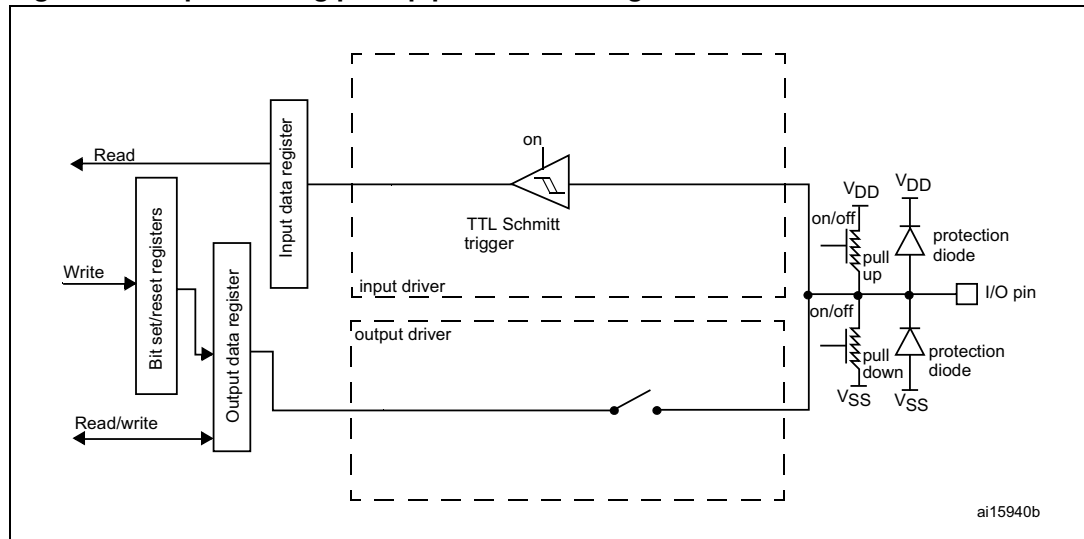 on
Read
Input data register
TTL Schmitt
trigger
VDD
VDD
on/off
pull
up
protection
diode
Write
Bit set/reset registers
Output data register
input driver
I/O pin
output driver
on/off
pull
down
protection
diode
VSS
VSS
Read/write
ai15940b